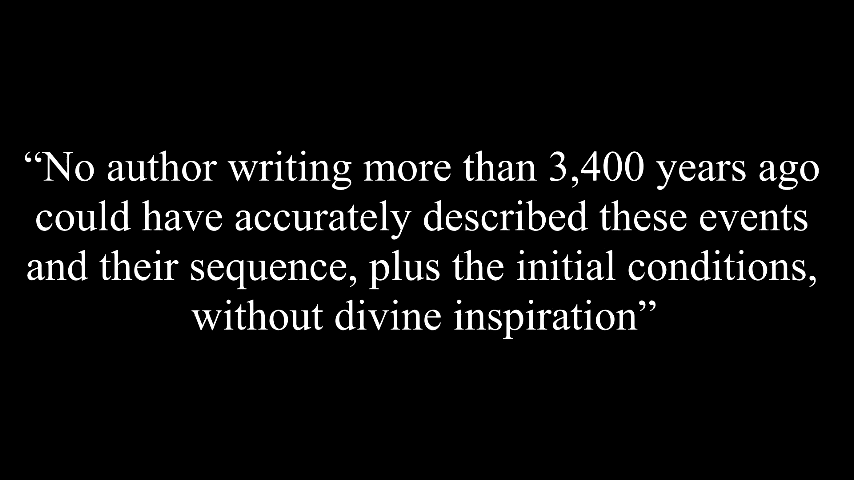 “No author writing more than 3,400 years ago
could have accurately described these events
and their sequence, plus the initial conditions,
without divine inspiration”